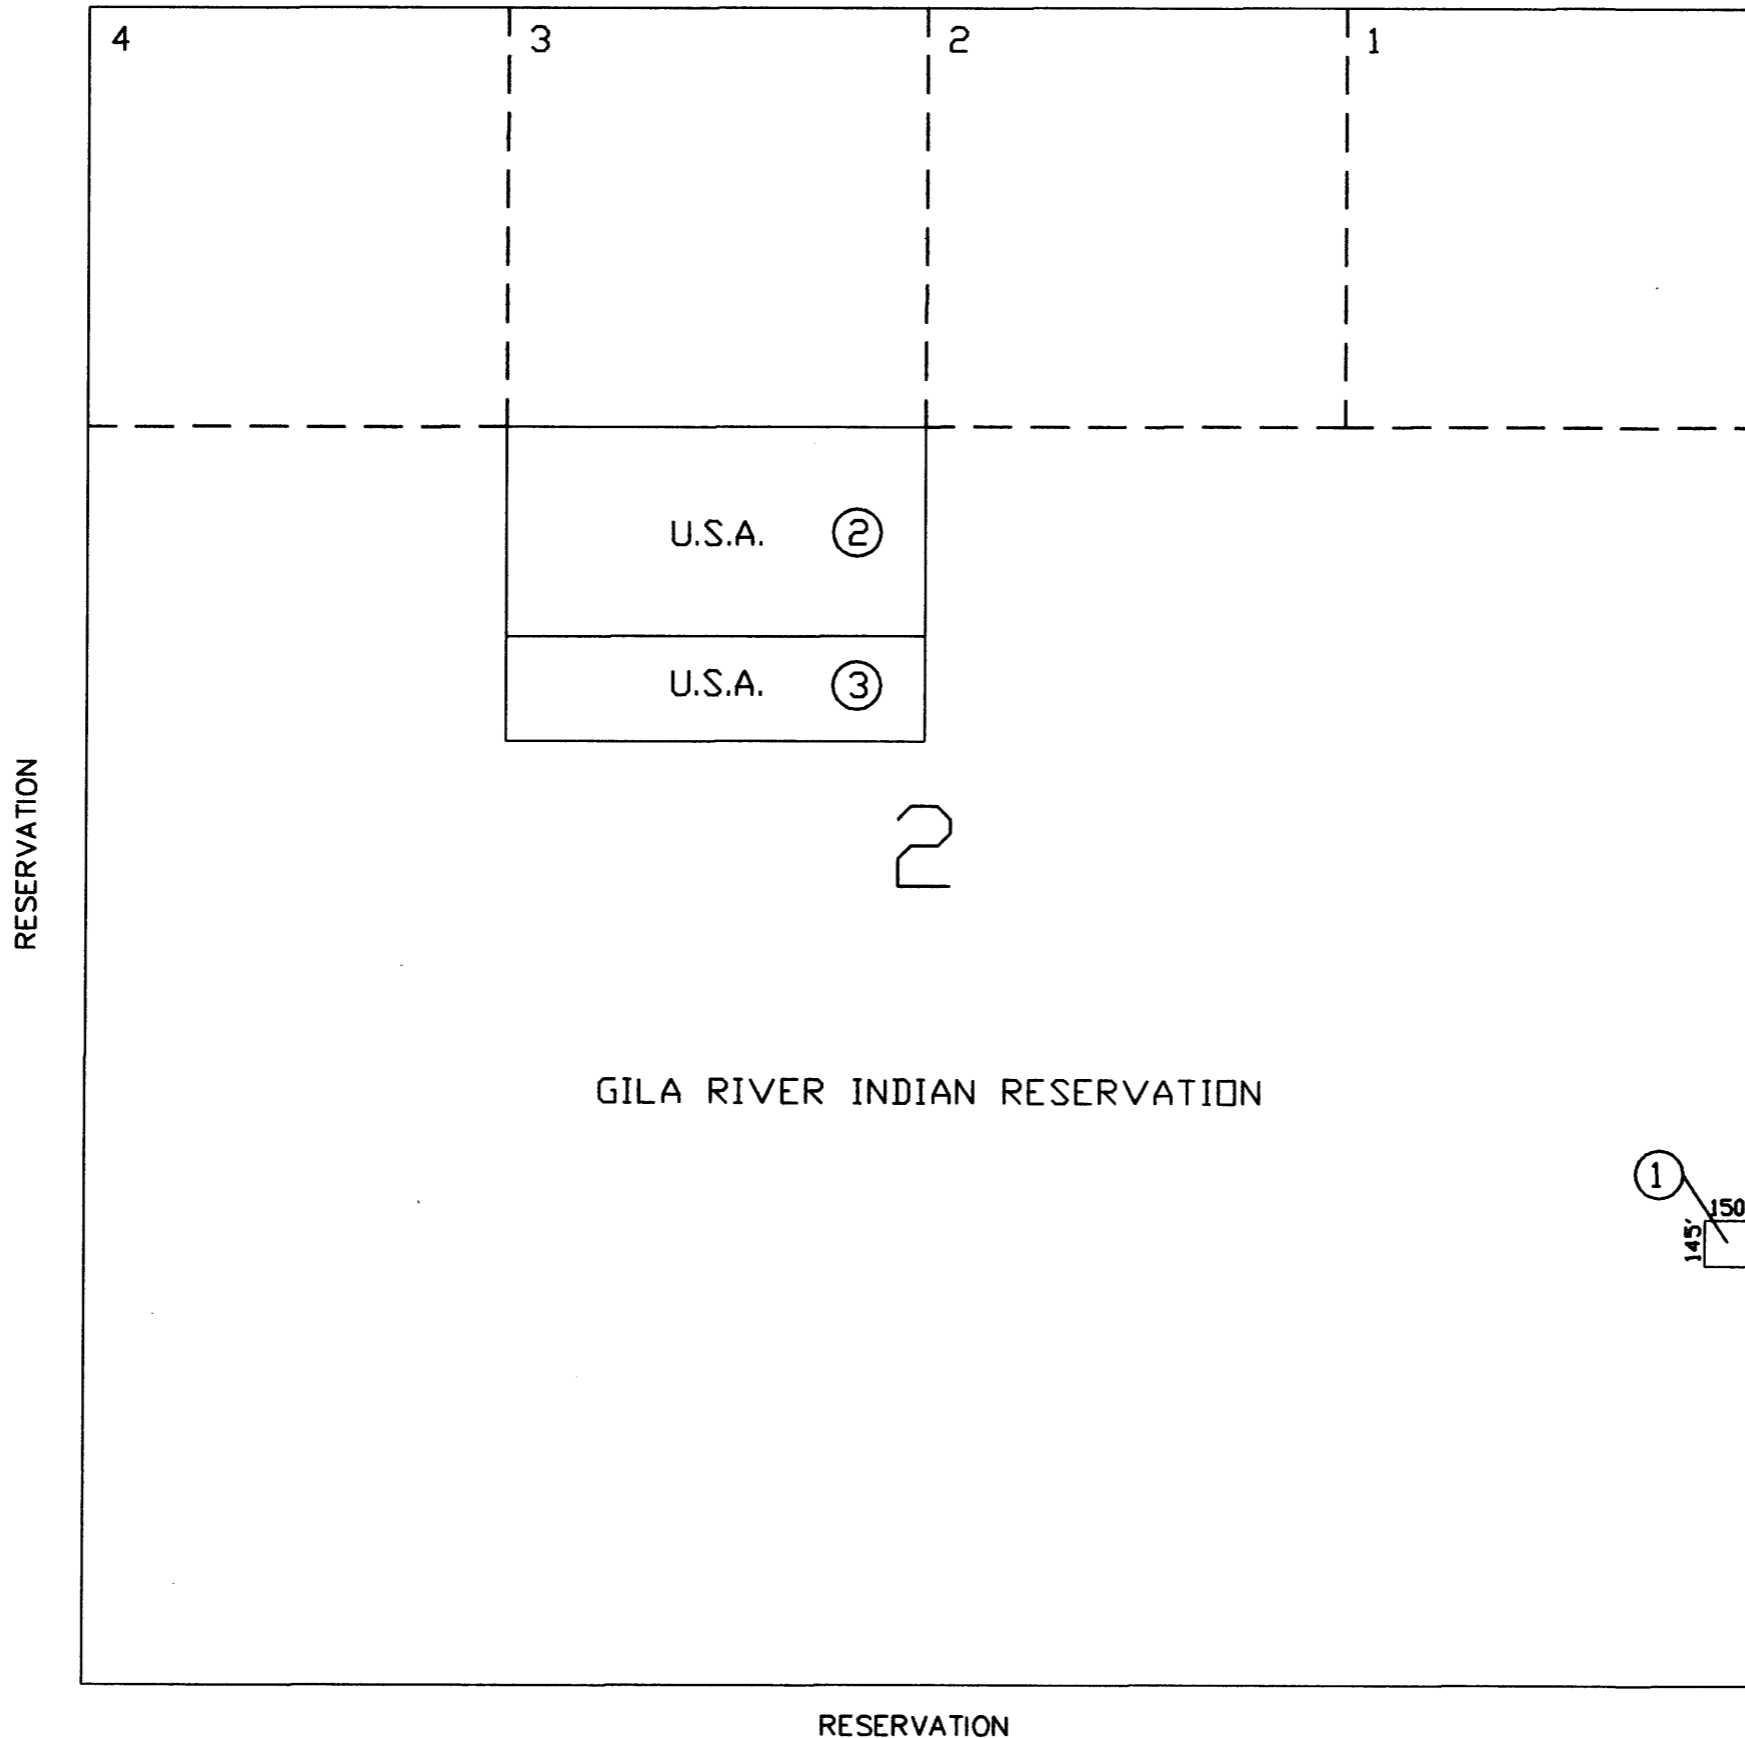 4 3 2 1
U.S.A. 2
U.S.A. 3
RESERVATION
2
GILA RIVER INDIAN RESERVATION
1
150
145'
RESERVATION